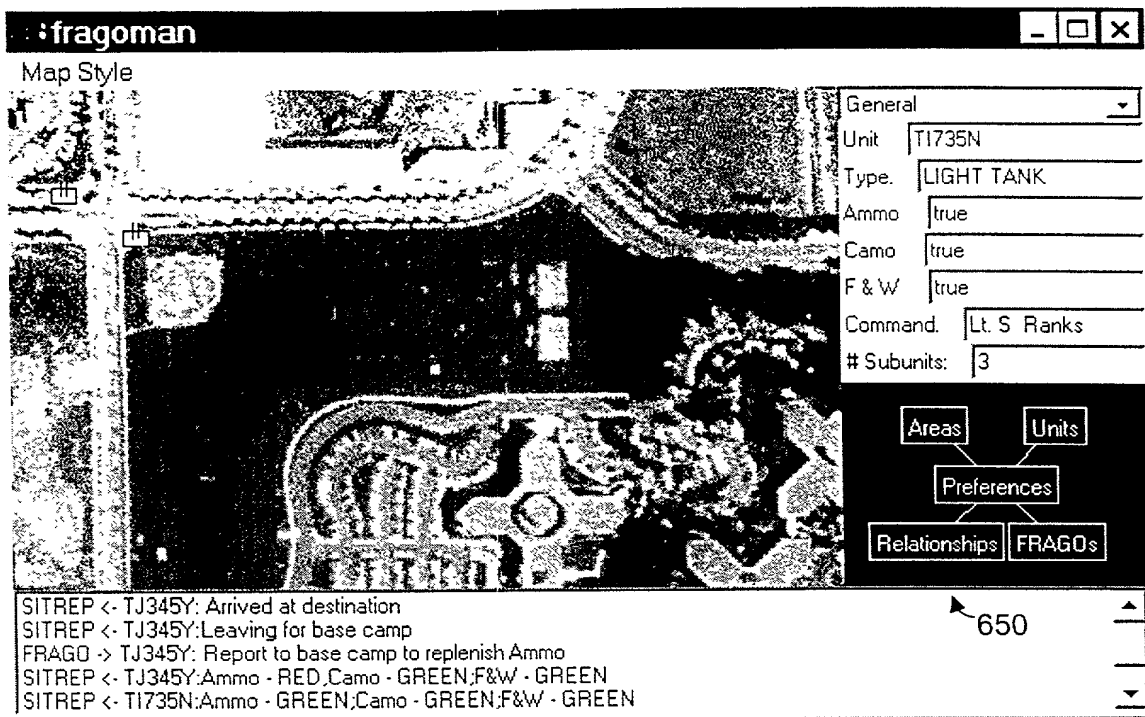 fragoman
Map Style
General
Unit TI735N
Type. LIGHT TANK
Ammo true
Camo true
F & W true
Command. Lt. S Ranks
# Subunits: 3
Areas Units
Preferences
Relationships FRAGOs
650
SITREP <- TJ345Y: Arrived at destination
SITREP <- TJ345Y:Leaving for base camp
FRAGO -> TJ345Y: Report to base camp to replenish Ammo
SITREP <- TJ345Y:Ammo - RED,Camo - GREEN;F&W - GREEN
SITREP <- TI735N:Ammo - GREEN;Camo - GREEN;F&W - GREEN